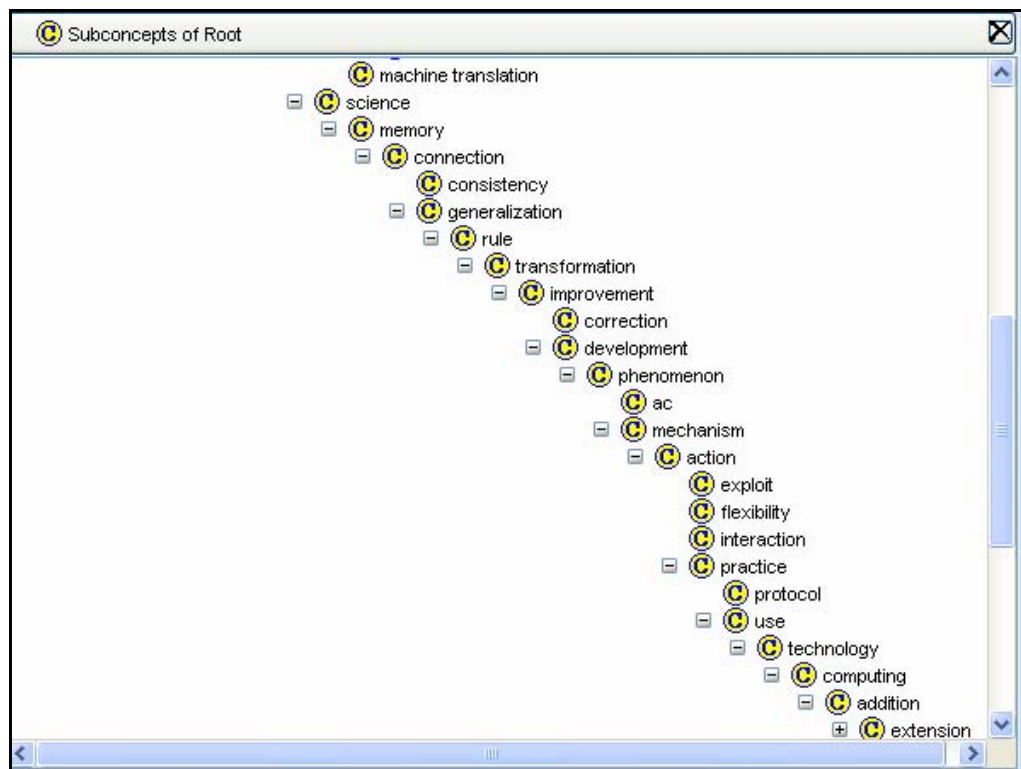 Subconcepts of Root
machine translation
science
memory
connection
consistency
generalization
rule
transformation
improvement
correction
development
phenomenon
ac
mechanism
action
exploit
flexibility
interaction
practice
protocol
use
technology
computing
addition
extension